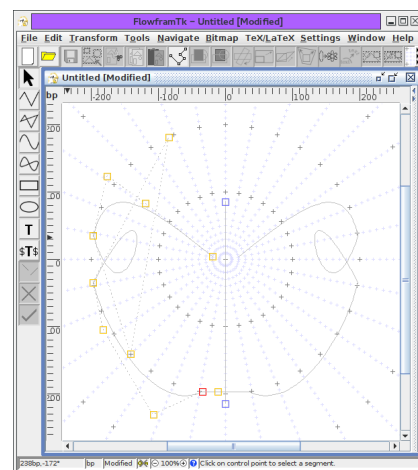 FlowframTk - Untitled [Modified]
File Edit Transform Tools Navigate Bitmap TeX/LaTeX Settings Window Help
Untitled [Modified]
bp -200 -100 0 100 200
200
100
0
100
200
T
$T$
238bp,-172° bp Modified 100% Click on control point to select a segment.